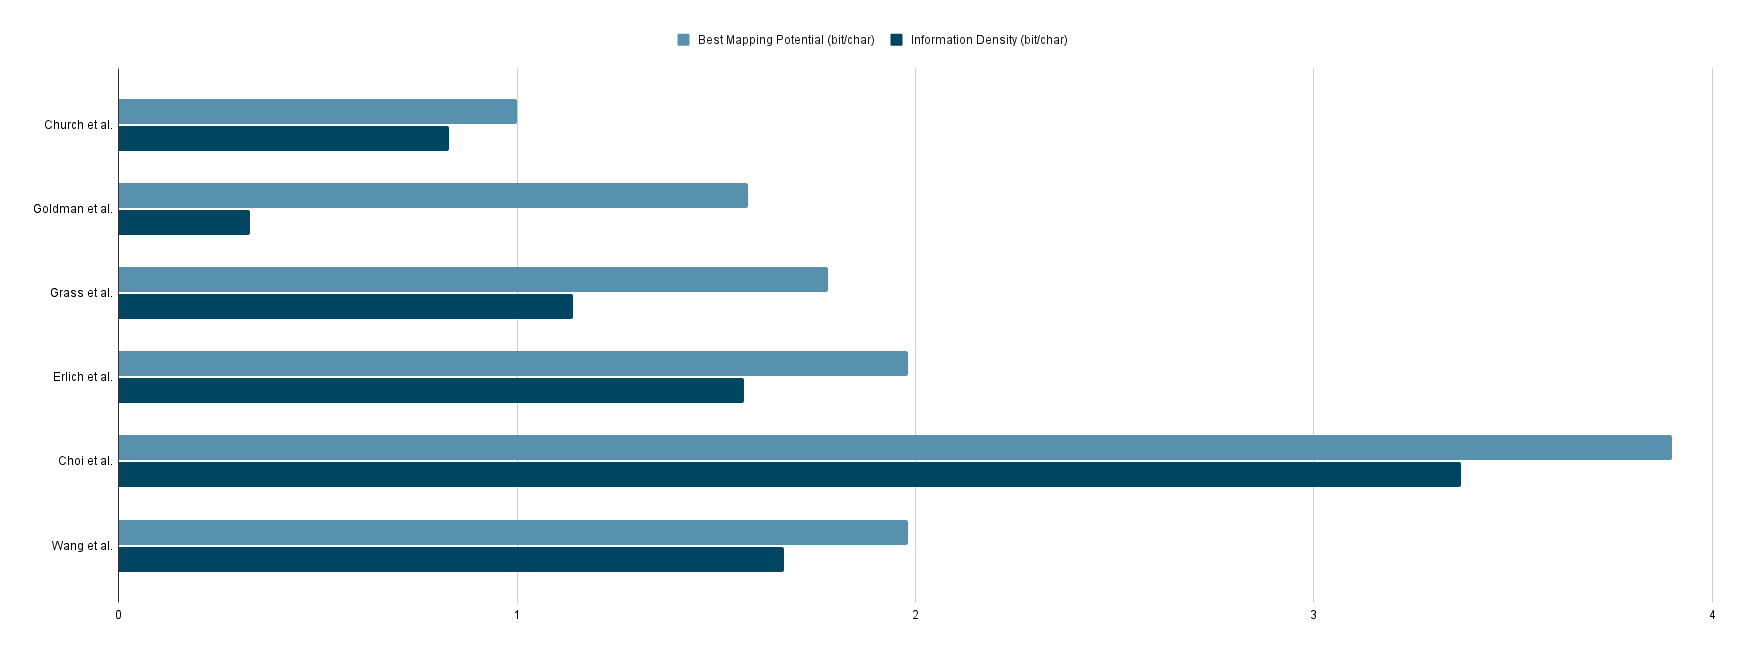 Best Mapping Potential (bit/char) Information Density (bit/char)
Church et al.
Goldman et al.
Grass et al.
Erlich et al.
Choi et al.
Wang et al.
0 1 2 3 4